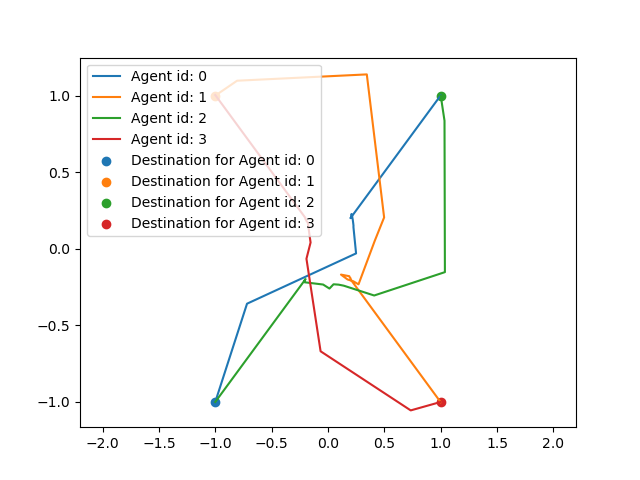 Agent id: 0
Agent id: 1
Agent id: 2
Agent id: 3
Destination for Agent id: 0
Destination for Agent id: 1
Destination for Agent id: 2
Destination for Agent id: 3
1.0
0.5
0.0
−0.5
−1.0
−2.0 −1.5 −1.0 −0.5 0.0 0.5 1.0 1.5 2.0